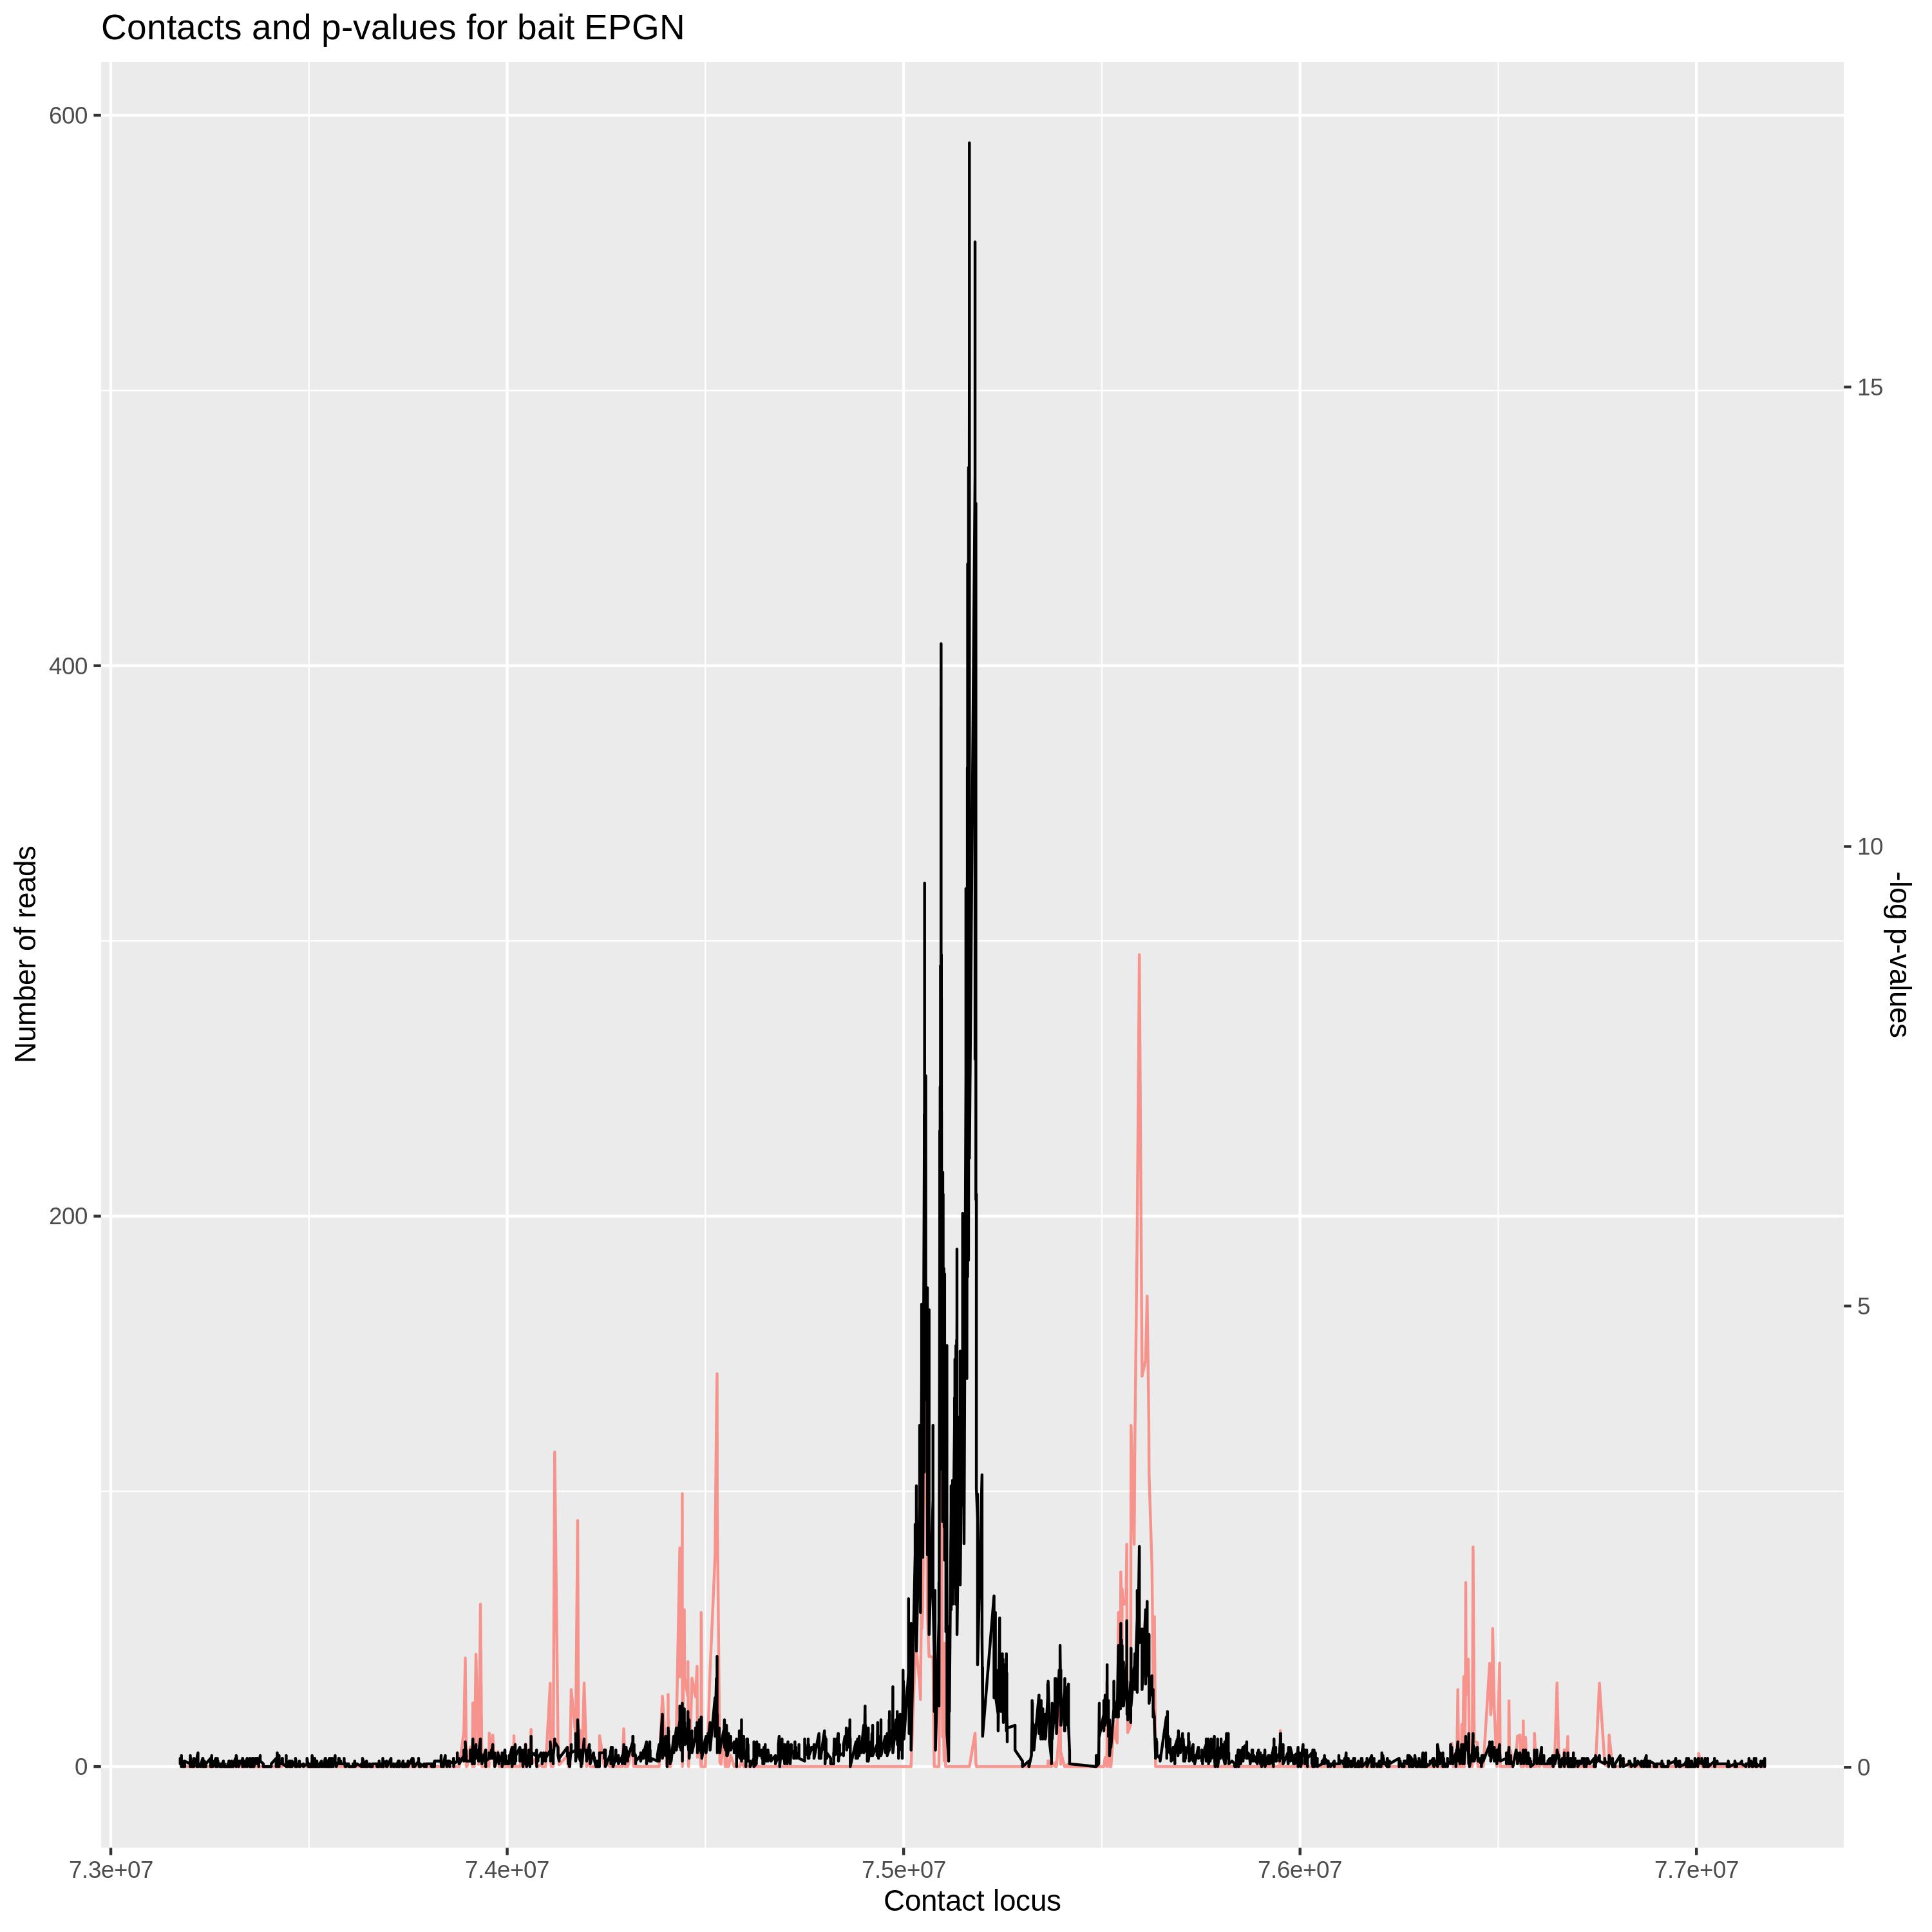 Contacts and p-values for bait EPGN
600
400
200
0
Number of reads
15
10
5
0
-log p-values
7.3e+07 7.4e+07 7.5e+07 7.6e+07 7.7e+07
Contact locus